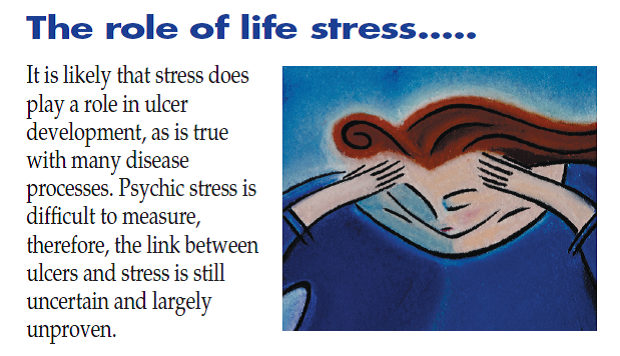 The role of life stress.....
It is likely that stress does
play a role in ulcer
development, as is true
with many disease
processes. Psychic stress is
difficult to measure,
therefore, the link between
ulcers and stress is still
uncertain and largely
unproven.